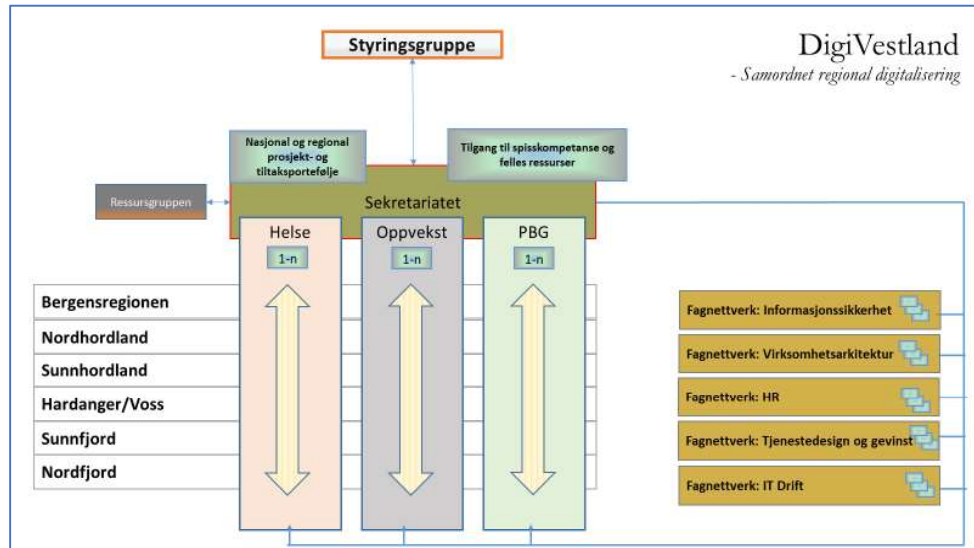 Styringsgruppe
DigiVestland
- Samordnet regional digitalisering
Nasjonal og regional
prosjekt- og
tiltaksportefølje
Tilgang til spisskompetanse og
felles ressurser
Ressursgruppen
Sekretariatet
Helse
Oppvekst
PBG
1-n
1-n
1-n
Bergensregionen
Nordhordland
Sunnhordland
Hardanger/Voss
Sunnfjord
Nordfjord
Fagnettverk: Informasjonssikkerhet
Fagnettverk: Virksomhetsarkitektur
Fagnettverk: HR
Fagnettverk: Tjenestedesign og gevinst
Fagnettverk: IT Drift